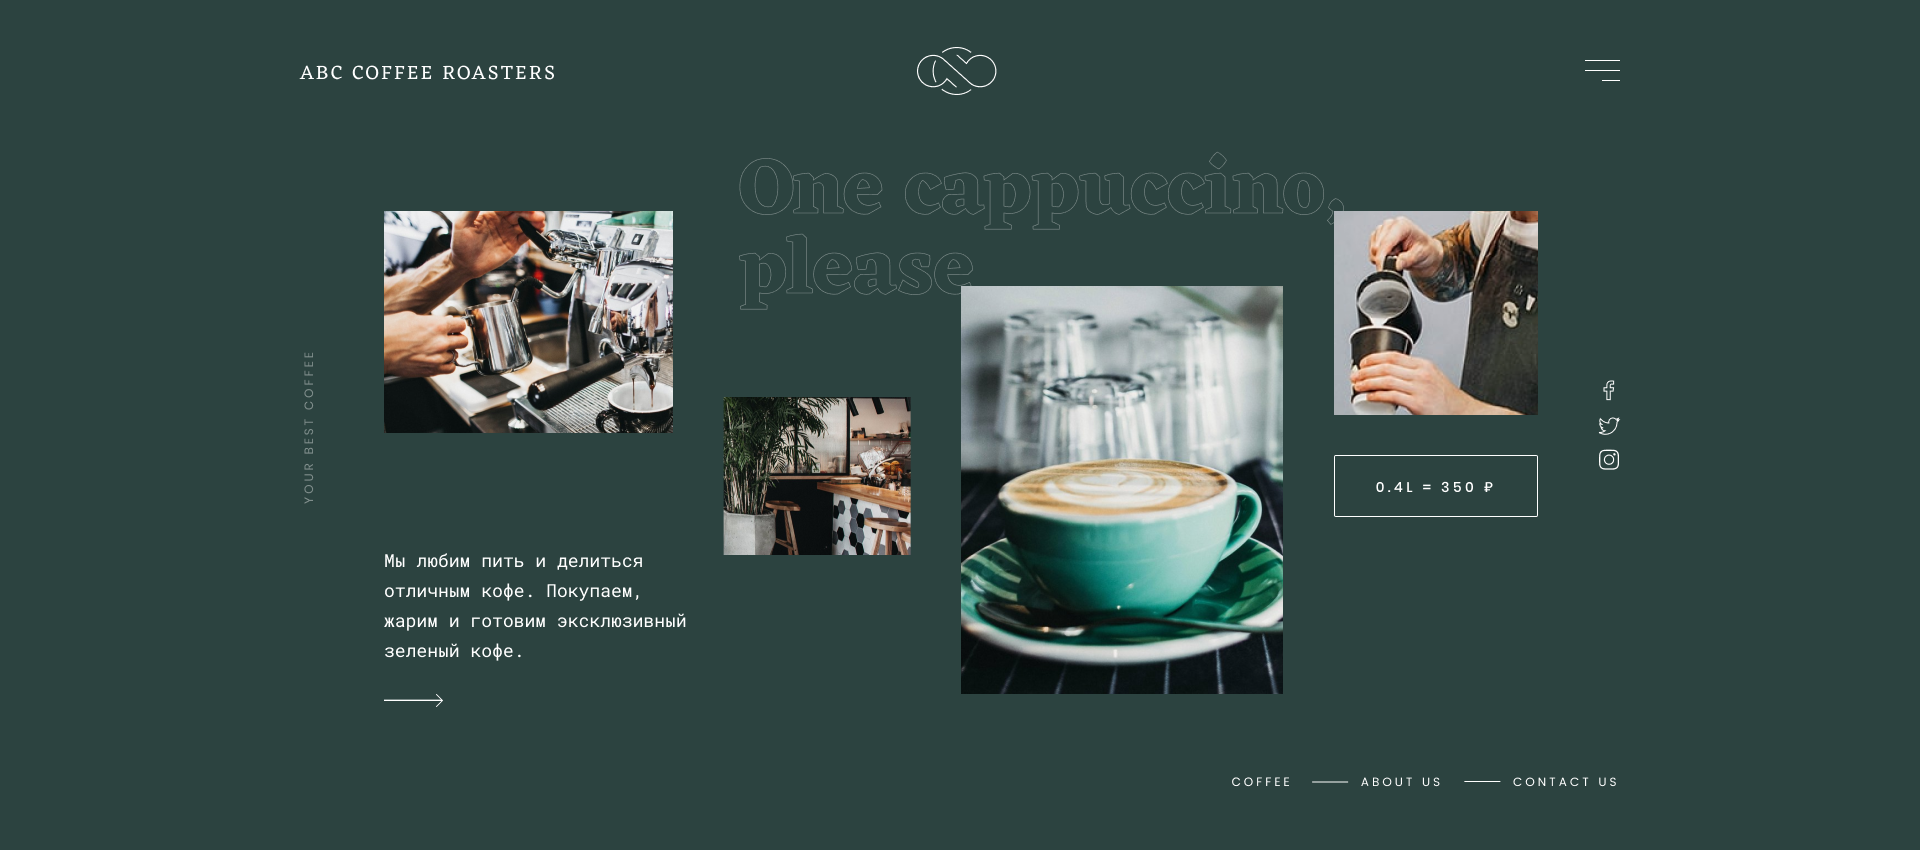 ABC COFFEE ROASTERS
One cappuccino,
please
YOUR BEST COFFEE
0.4L = 350 ₽
Мы любим пить и делиться
отличным кофе. Покупаем,
жарим и готовим эксклюзивный
зеленый кофе.
COFFEE
ABOUT US
CONTACT US